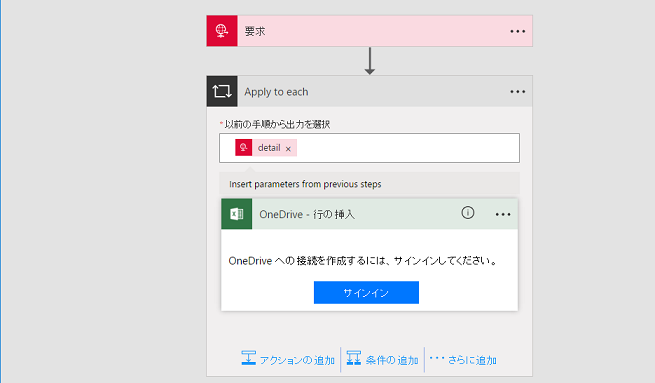 要求
Apply to each
*以前の手順から出力を選択
detail ×
Insert parameters from previous steps
OneDrive - 行の挿入
OneDrive への接続を作成するには、サインインしてください。
サインイン
アクションの追加 条件の追加 さらに追加